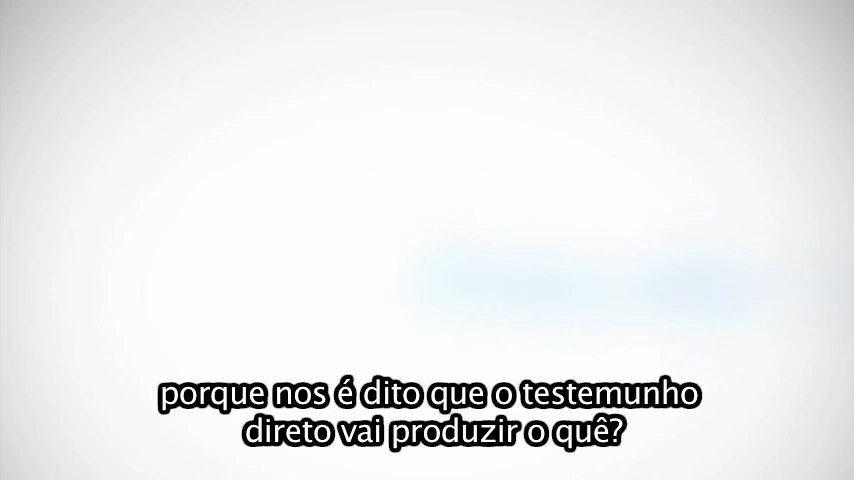 porque nos é dito que o testemunho
direto vai produzir o quê?